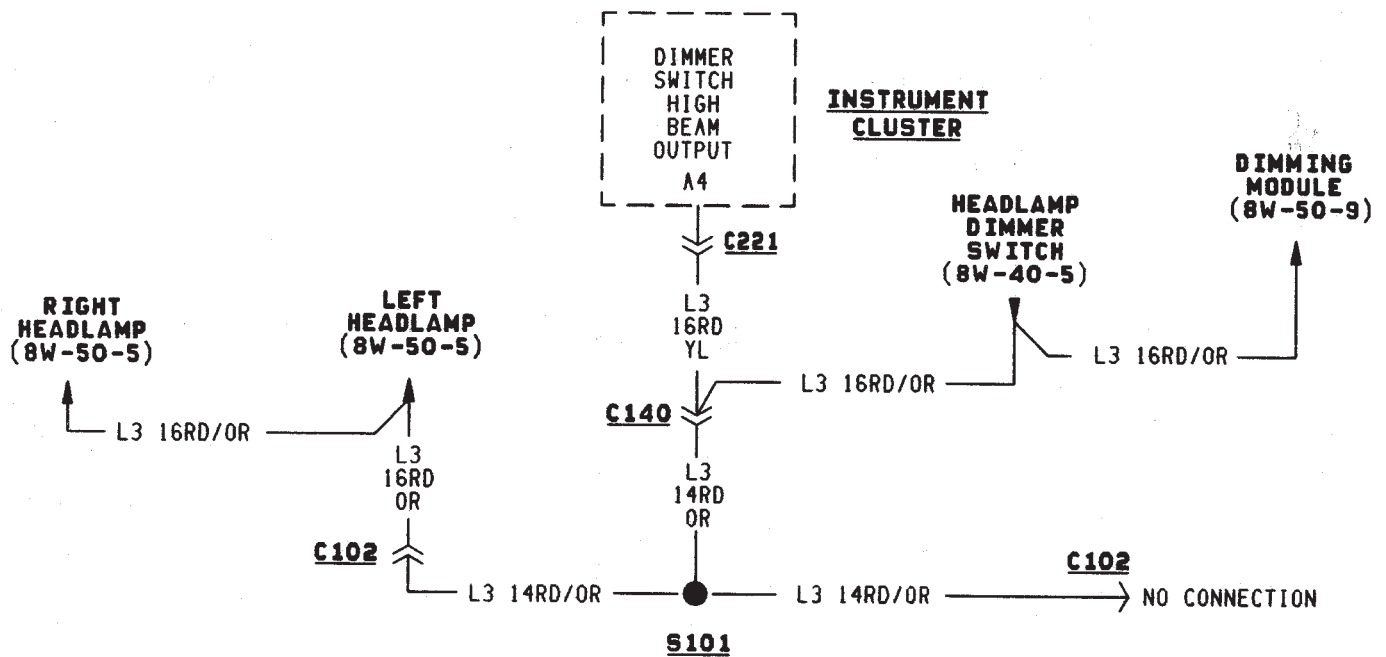 DIMMER
SWITCH
HIGH
BEAM
OUTPUT
A4
INSTRUMENT
CLUSTER
C221
DIMMING
MODULE
(8W-50-9)
HEADLAMP
DIMMER
SWITCH
(8W-40-5)
RIGHT
HEADLAMP
(8W-50-5)
LEFT
HEADLAMP
(8W-50-5)
L3
16RD
YL
L3 16RD/OR
L3 16RD/OR
C140
L3 16RD/OR
L3
16RD
OR
L3
14RD
OR
C102
L3 14RD/OR
S101
L3 14RD/OR
C102
NO CONNECTION